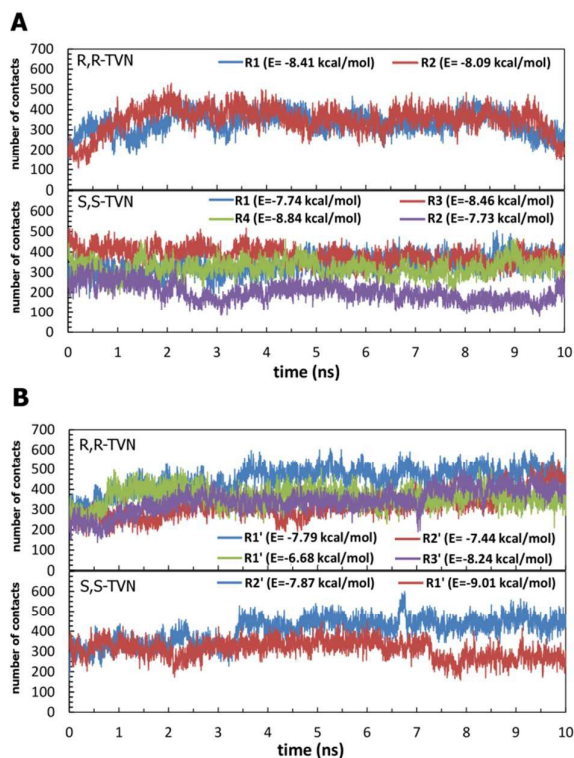 A
R,R-TVN
R1 (E= -8.41 kcal/mol) R2 (E= -8.09 kcal/mol)
700
600
500
400
300
200
100
0
number of contacts
S,S-TVN
R1 (E=-7.74 kcal/mol) R3 (E=-8.46 kcal/mol)
R4 (E=-8.84 kcal/mol) R2 (E=-7.73 kcal/mol)
600
500
400
300
200
100
0
number of contacts
0 1 2 3 4 5 6 7 8 9 10
time (ns)
B
R,R-TVN
700
600
500
400
300
200
100
0
number of contacts
R1' (E= -7.79 kcal/mol) R2' (E= -7.44 kcal/mol)
R1' (E=-6.68 kcal/mol) R3' (E=-8.24 kcal/mol)
S,S-TVN
R2' (E=-7.87 kcal/mol) R1' (E=-9.01 kcal/mol)
600
500
400
300
200
100
0
number of contacts
0 1 2 3 4 5 6 7 8 9 10
time (ns)